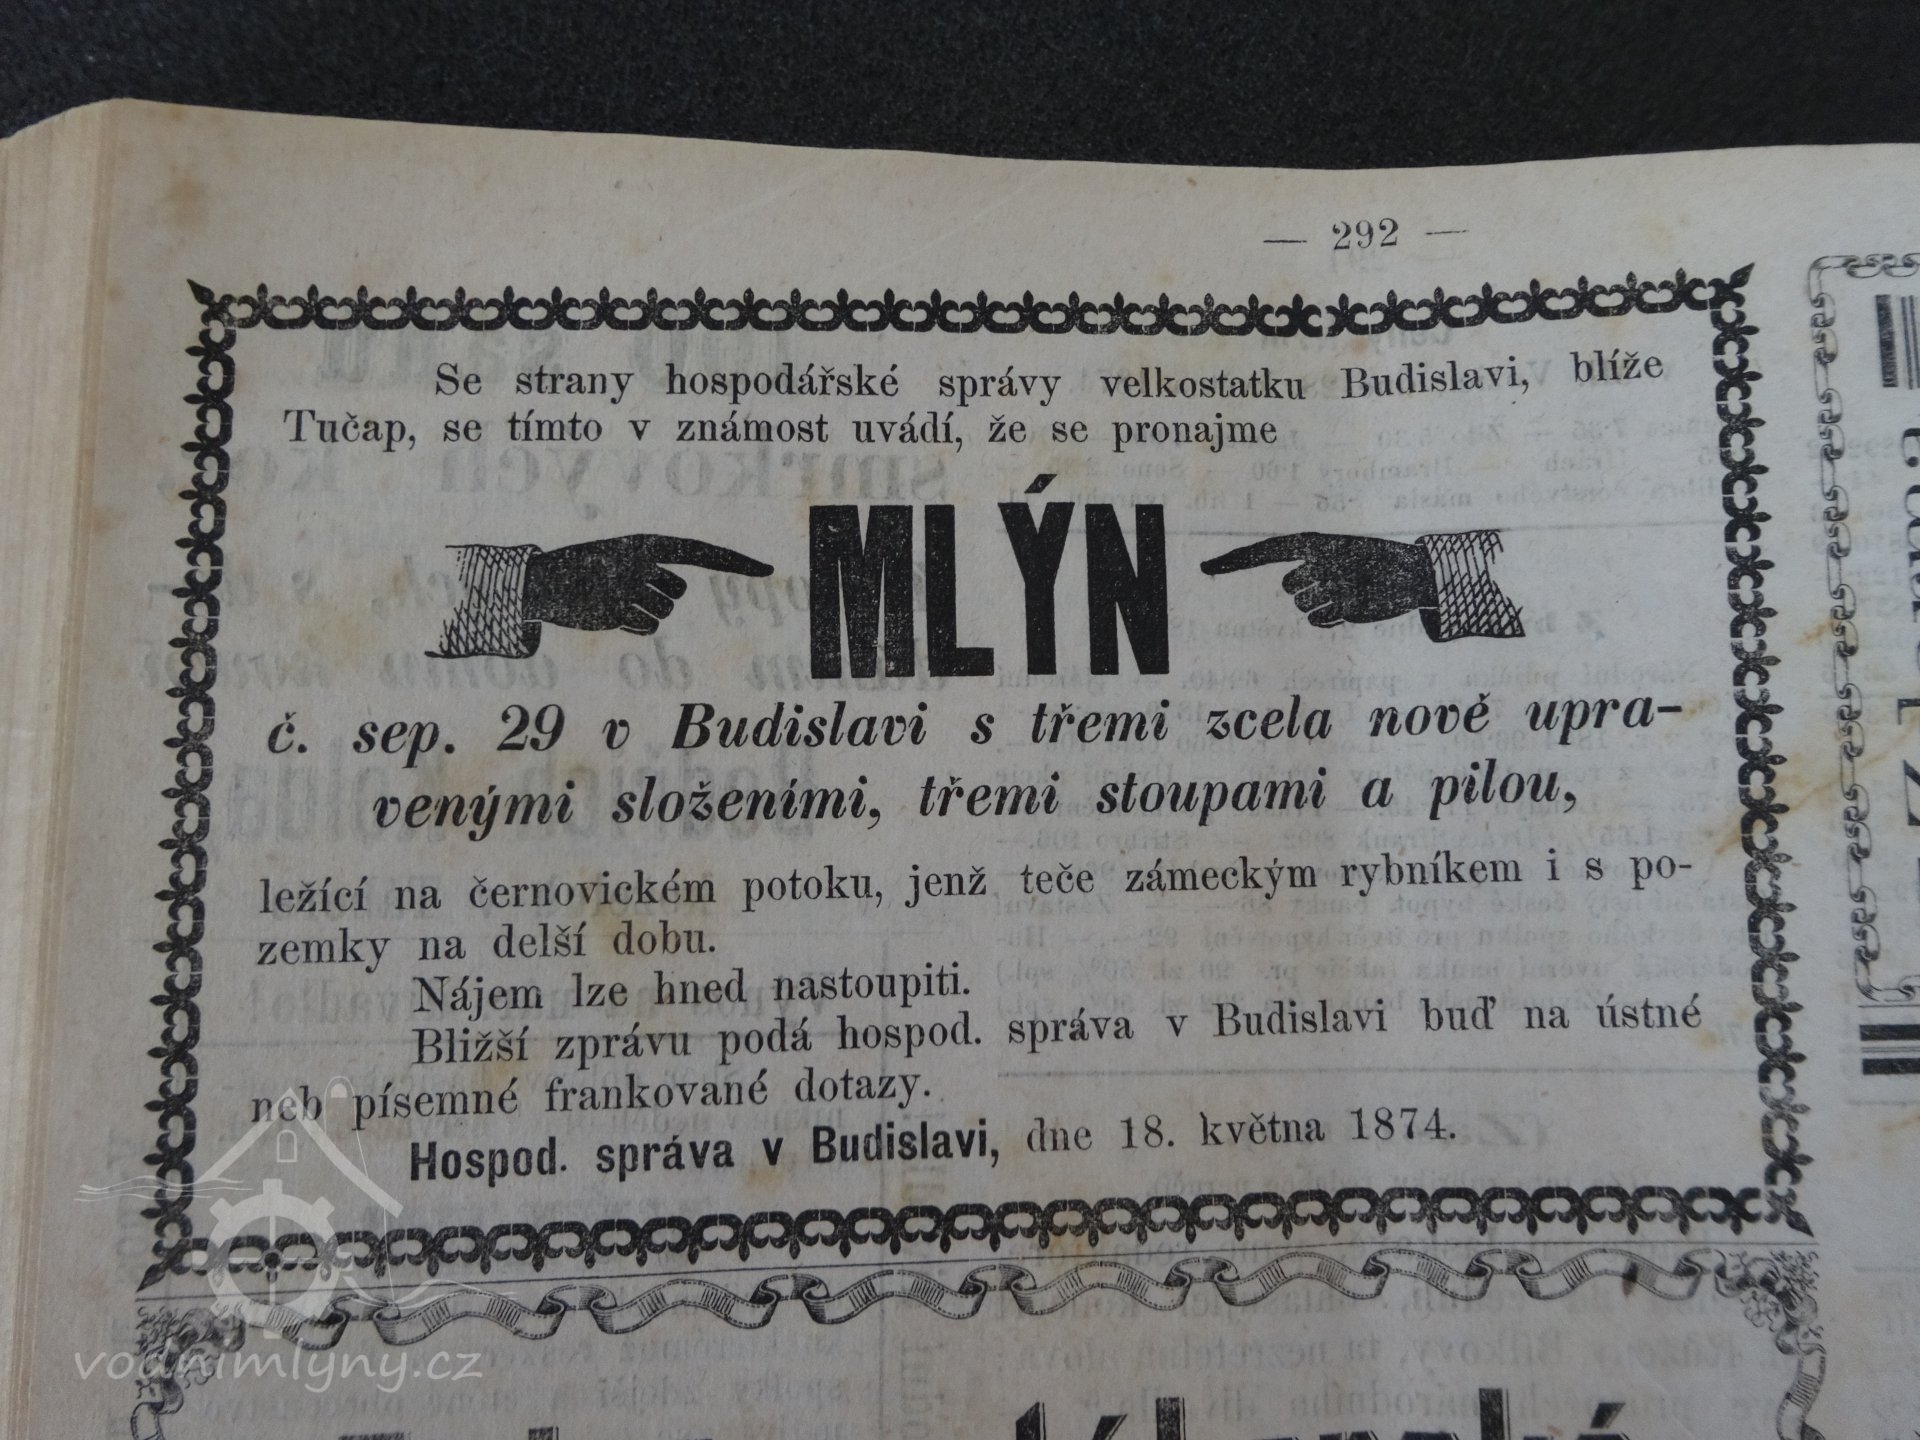 — 292 —
Se strany hospodářské správy velkostatku Budislavi, blíže
Tučap, se tímto v známost uvádí, že se pronajme
MLÝN
č. sep. 29 v Budislavi s třemi zcela nově upra-
venými složeními, třemi stoupami a pilou,
ležící na černovickém potoku, jenž teče zámeckým rybníkem i s po-
zemky na delší dobu.
Nájem lze hned nastoupiti.
Bližší zprávu podá hospod. správa v Budislavi buď na ústné
neb písemné frankované dotazy.
Hospod. správa v Budislavi, dne 18. května 1874.
vodnimlyny.cz